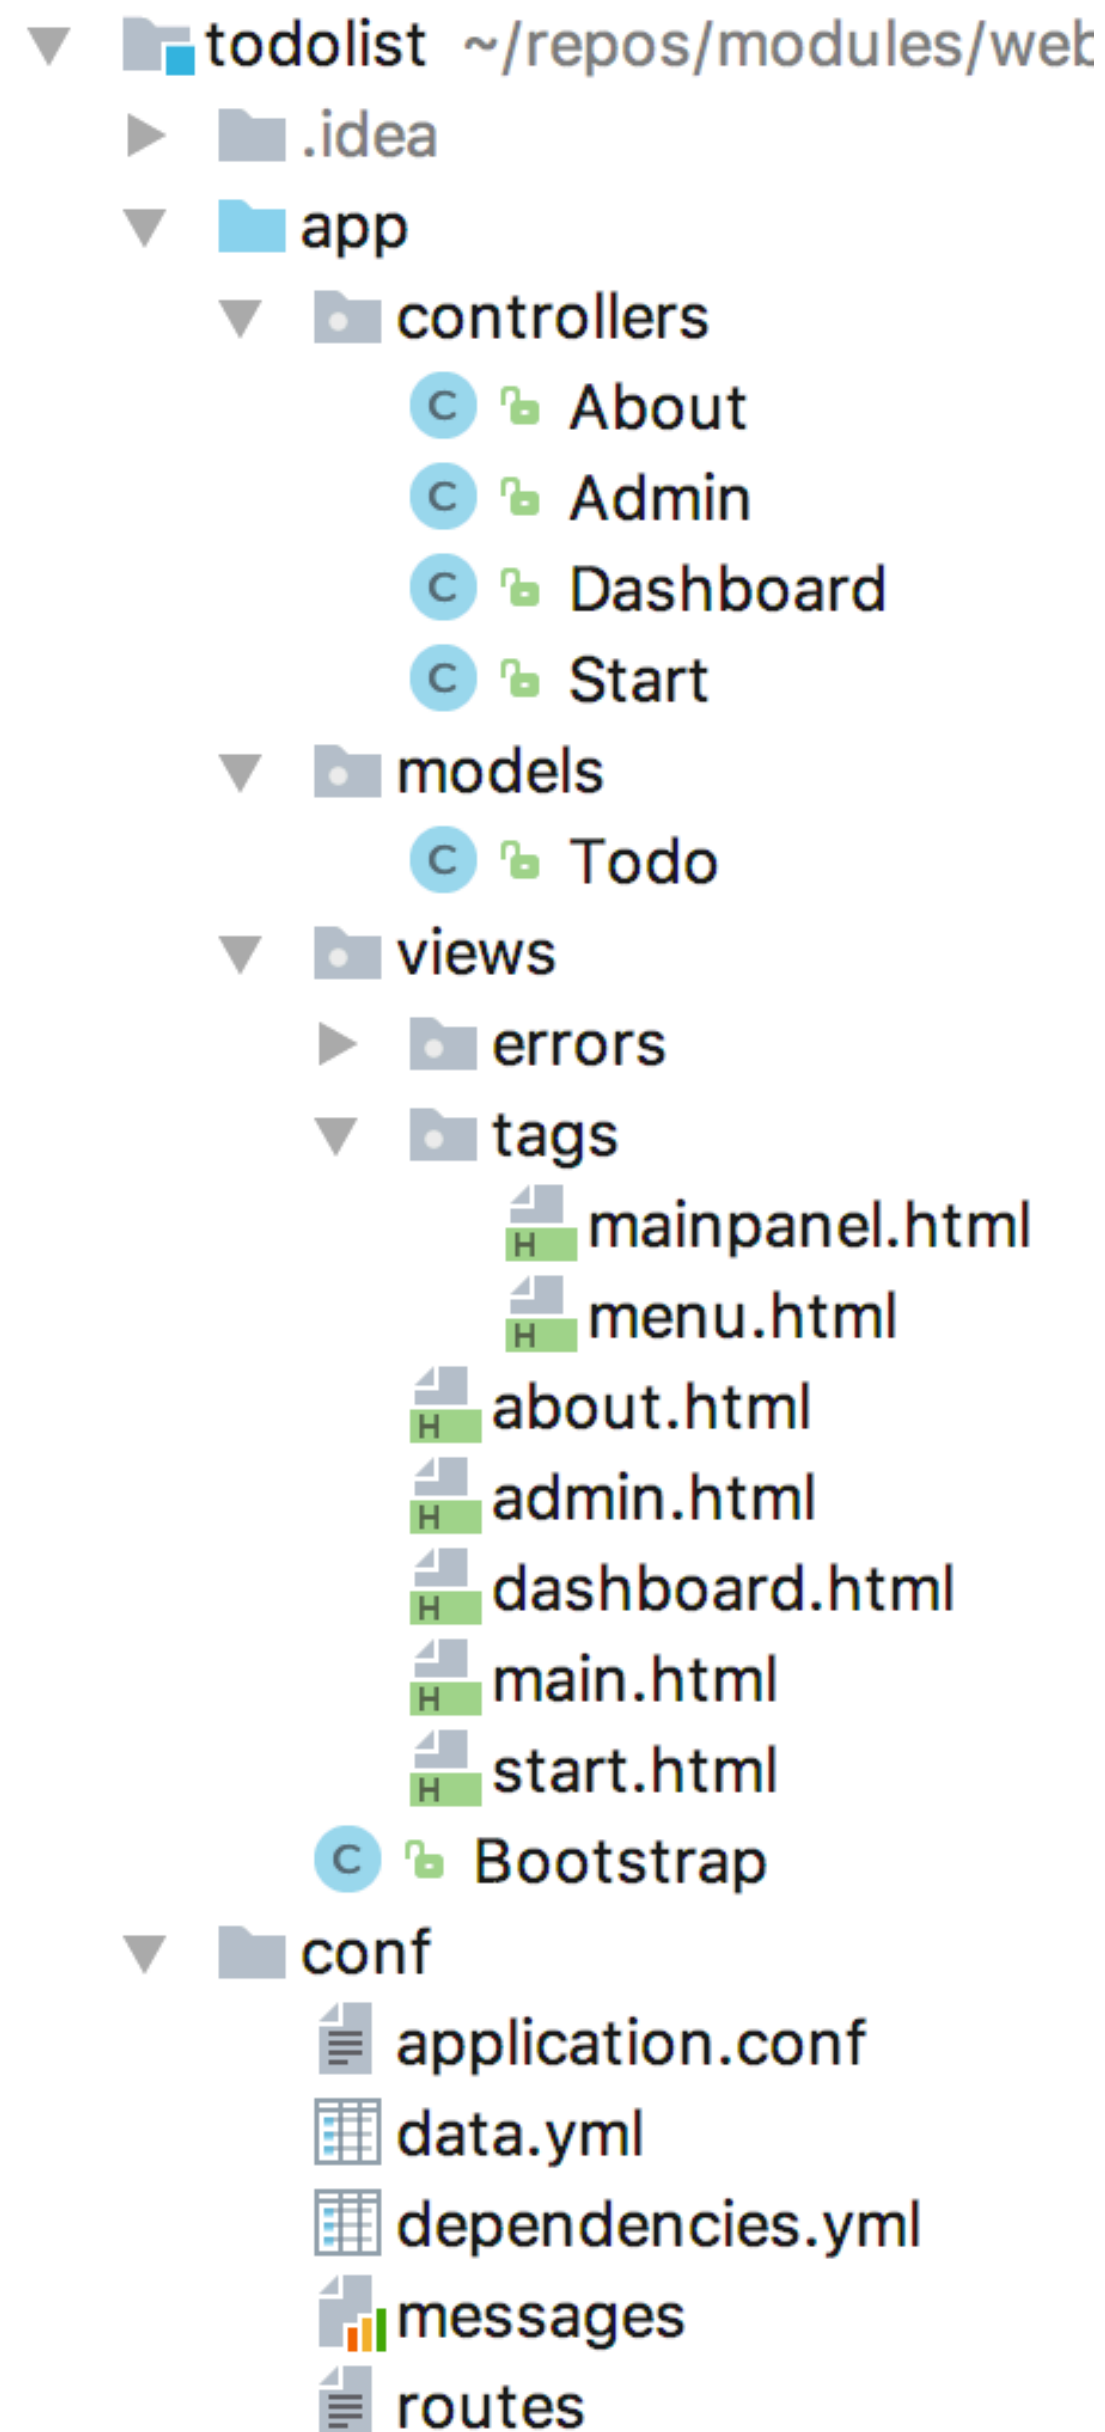 todolist ~/repos/modules/web
.idea
app
controllers
C About
C Admin
C Dashboard
C Start
models
C Todo
views
errors
tags
H mainpanel.html
H menu.html
H about.html
H admin.html
H dashboard.html
H main.html
H start.html
C Bootstrap
conf
application.conf
data.yml
dependencies.yml
messages
routes